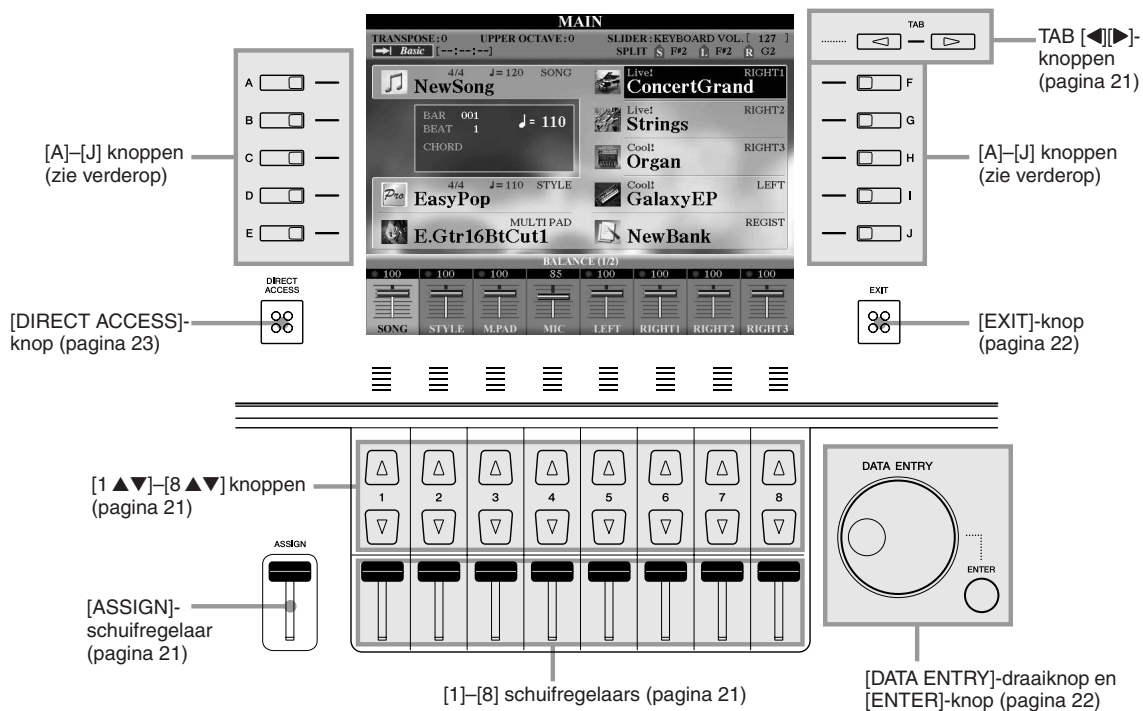 MAIN
TRANSPOSE:0 UPPER OCTAVE:0 SLIDER:KEYBOARD VOL.[ 127 ]
Basic [--:--:--] SPLIT S F#2 L F#2 R G2
4/4 ♩=120 SONG
NewSong
BAR 001
BEAT 1
♩= 110
CHORD
4/4 ♩=110 STYLE
Pro EasyPop
MULTI PAD
E.Gtr16BtCut1
Live! RIGHT1
ConcertGrand
Live! RIGHT2
Strings
Cool! RIGHT3
Organ
Cool! LEFT
GalaxyEP
REGIST
NewBank
BALANCE (1/2)
100 100 100 85 100 100 100 100
SONG STYLE M.PAD MIC LEFT RIGHT1 RIGHT2 RIGHT3
A
B
C
D
E
[A]–[J] knoppen
(zie verderop)
DIRECT
ACCESS
[DIRECT ACCESS]-
knop (pagina 23)
TAB
TAB [◀][▶]-
knoppen
(pagina 21)
F
G
H
I
J
[A]–[J] knoppen
(zie verderop)
EXIT
[EXIT]-knop
(pagina 22)
[1 ▲▼]–[8 ▲▼] knoppen
(pagina 21)
1 2 3 4 5 6 7 8
ASSIGN
[ASSIGN]-
schuifregelaar
(pagina 21)
[1]–[8] schuifregelaars (pagina 21)
DATA ENTRY
ENTER
[DATA ENTRY]-draaiknop en
[ENTER]-knop (pagina 22)